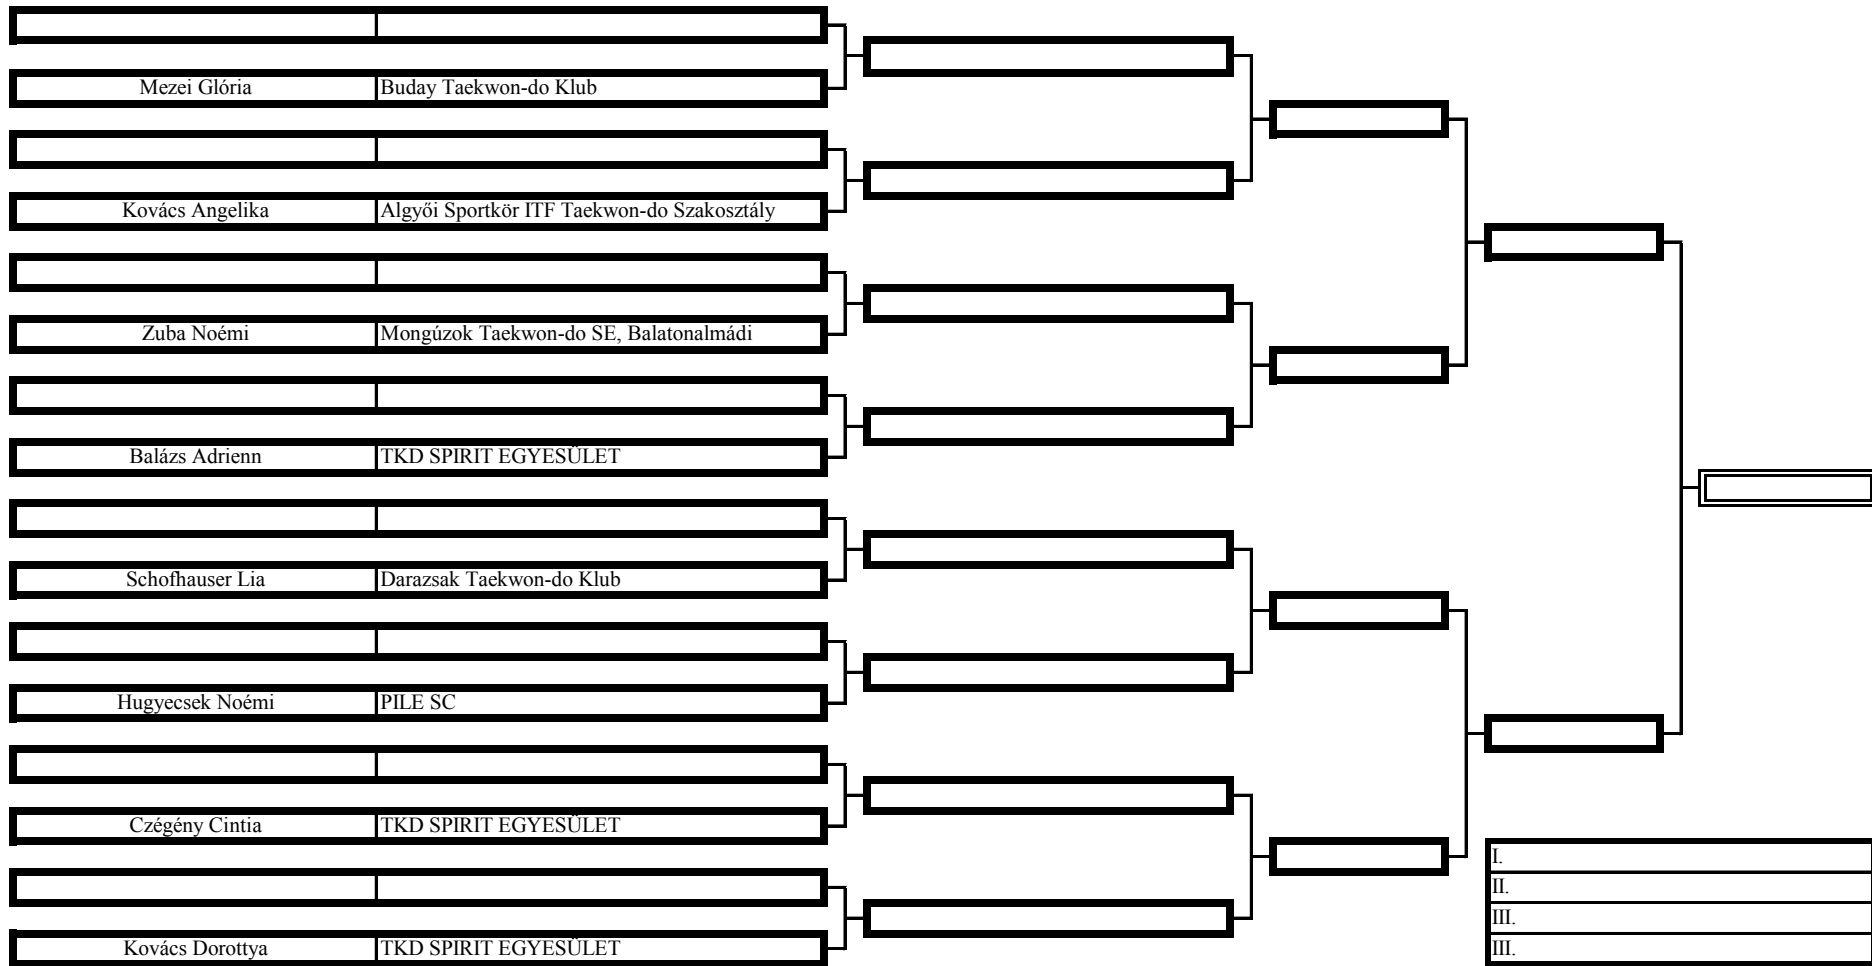 Mezei Glória Buday Taekwon-do Klub
Kovács Angelika Algyői Sportkör ITF Taekwon-do Szakosztály
Zuba Noémi Mongúzok Taekwon-do SE, Balatonalmádi
Balázs Adrienn TKD SPIRIT EGYESÜLET
Schofhauser Lia Darazsak Taekwon-do Klub
Hugyecsek Noémi PILE SC
Czégény Cintia TKD SPIRIT EGYESÜLET
Kovács Dorottya TKD SPIRIT EGYESÜLET
I.
II.
III.
III.